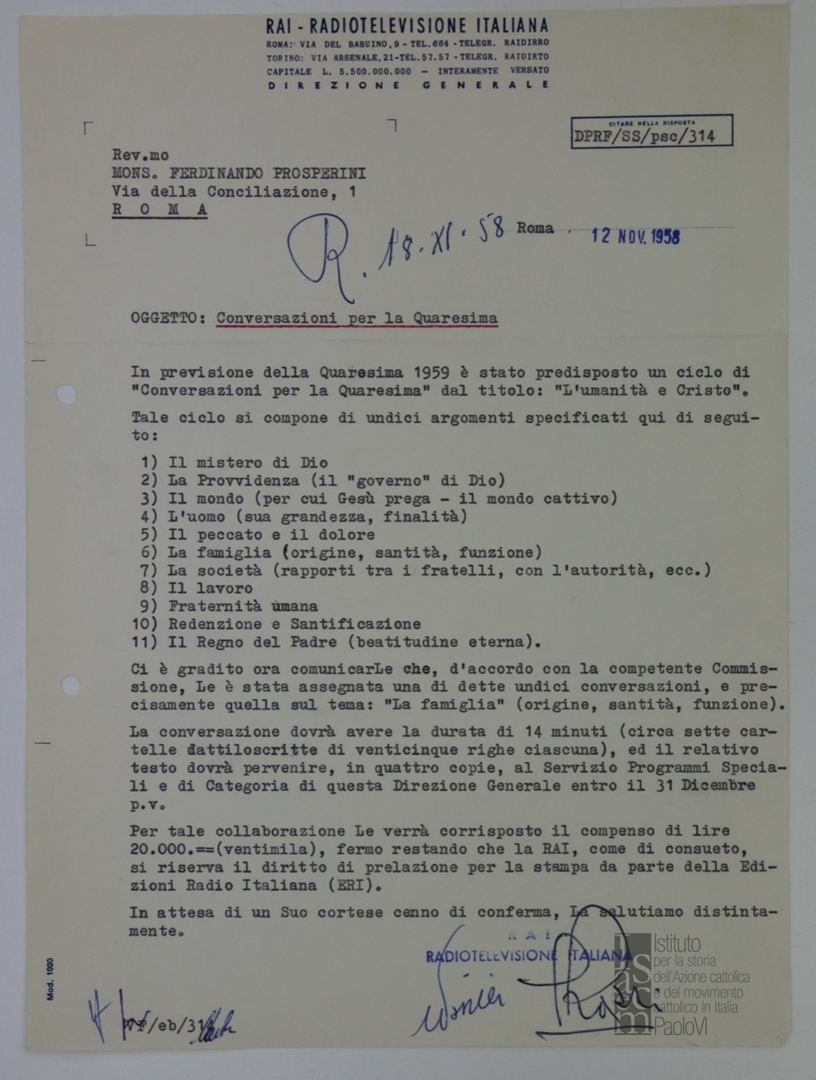 RAI - RADIOTELEVISIONE ITALIANA
ROMA: VIA DEL BABUINO, 9 - TEL. 664 - TELEGR. RAIDIRRO
TORINO: VIA ARSENALE, 21 - TEL. 57.57 - TELEGR. RAIDIRTO
CAPITALE L. 5.500.000.000 — INTERAMENTE VERSATO
DIREZIONE GENERALE
CITARE NELLA RISPOSTA
DPRF/SS/psc/314
Rev.mo
MONS. FERDINANDO PROSPERINI
Via della Conciliazione, 1
R O M A
R. 18.XI.58
Roma, 12 NOV. 1958
OGGETTO: Conversazioni per la Quaresima
In previsione della Quaresima 1959 è stato predisposto un ciclo di
"Conversazioni per la Quaresima" dal titolo: "L'umanità e Cristo".
Tale ciclo si compone di undici argomenti specificati qui di segui-
to:
1) Il mistero di Dio
2) La Provvidenza (il "governo" di Dio)
3) Il mondo (per cui Gesù prega - il mondo cattivo)
4) L'uomo (sua grandezza, finalità)
5) Il peccato e il dolore
6) La famiglia (origine, santità, funzione)
7) La società (rapporti tra i fratelli, con l'autorità, ecc.)
8) Il lavoro
9) Fraternità umana
10) Redenzione e Santificazione
11) Il Regno del Padre (beatitudine eterna).
Ci è gradito ora comunicarLe che, d'accordo con la competente Commis-
sione, Le è stata assegnata una di dette undici conversazioni, e pre-
cisamente quella sul tema: "La famiglia" (origine, santità, funzione).
La conversazione dovrà avere la durata di 14 minuti (circa sette car-
telle dattiloscritte di venticinque righe ciascuna), ed il relativo
testo dovrà pervenire, in quattro copie, al Servizio Programmi Specia-
li e di Categoria di questa Direzione Generale entro il 31 Dicembre
p.v.
Per tale collaborazione Le verrà corrisposto il compenso di lire
20.000.==(ventimila), fermo restando che la RAI, come di consueto,
si riserva il diritto di prelazione per la stampa da parte della Edi-
zioni Radio Italiana (ERI).
In attesa di un Suo cortese cenno di conferma, La salutiamo distinta-
mente.
RAI
RADIOTELEVISIONE ITALIANA
Istituto
per la storia
dell'Azione cattolica
e del movimento
cattolico in Italia
PaoloVI
Mod. 1020
/eb/31